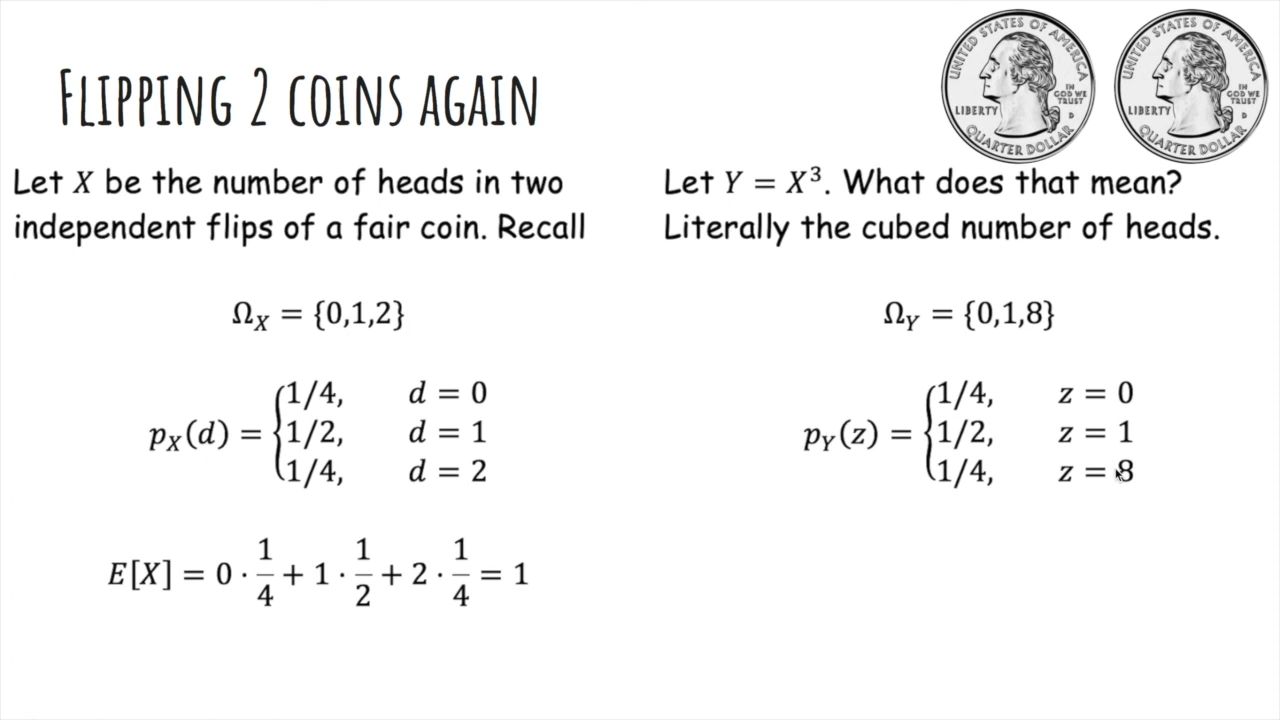 FLIPPING 2 COINS AGAIN
UNITED STATES OF AMERICA
LIBERTY
IN
GOD WE
TRUST
D
QUARTER DOLLAR
UNITED STATES OF AMERICA
LIBERTY
IN
GOD WE
TRUST
D
QUARTER DOLLAR
Let X be the number of heads in two
independent flips of a fair coin. Recall
Ω_X = {0,1,2}
p_X(d) = {1/4, d = 0
1/2, d = 1
1/4, d = 2
E[X] = 0 · 1/4 + 1 · 1/2 + 2 · 1/4 = 1
Let Y = X³. What does that mean?
Literally the cubed number of heads.
Ω_Y = {0,1,8}
p_Y(z) = {1/4, z = 0
1/2, z = 1
1/4, z = 8